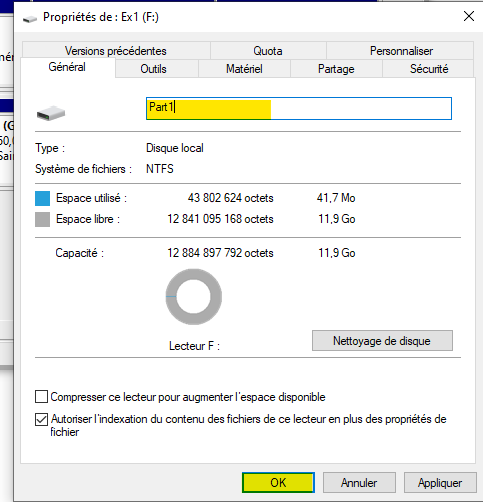 Propriétés de : Ex1 (F:)
Versions précédentes
Quota
Personnaliser
Général
Outils
Matériel
Partage
Sécurité
Part1
Type :
Disque local
Système de fichiers :
NTFS
Espace utilisé :
43 802 624 octets
41,7 Mo
Espace libre :
12 841 095 168 octets
11,9 Go
Capacité :
12 884 897 792 octets
11,9 Go
Lecteur F :
Nettoyage de disque
Compresser ce lecteur pour augmenter l'espace disponible
Autoriser l'indexation du contenu des fichiers de ce lecteur en plus des propriétés de
fichier
OK
Annuler
Appliquer